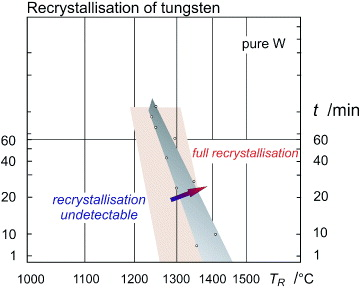 Recrystallisation of tungsten
pure W
t /min
60 60
full recrystallisation
40 40
recrystallisation
undetectable
20 20
10 10
1 1
1000 1100 1200 1300 1400 1500 T_R /°C